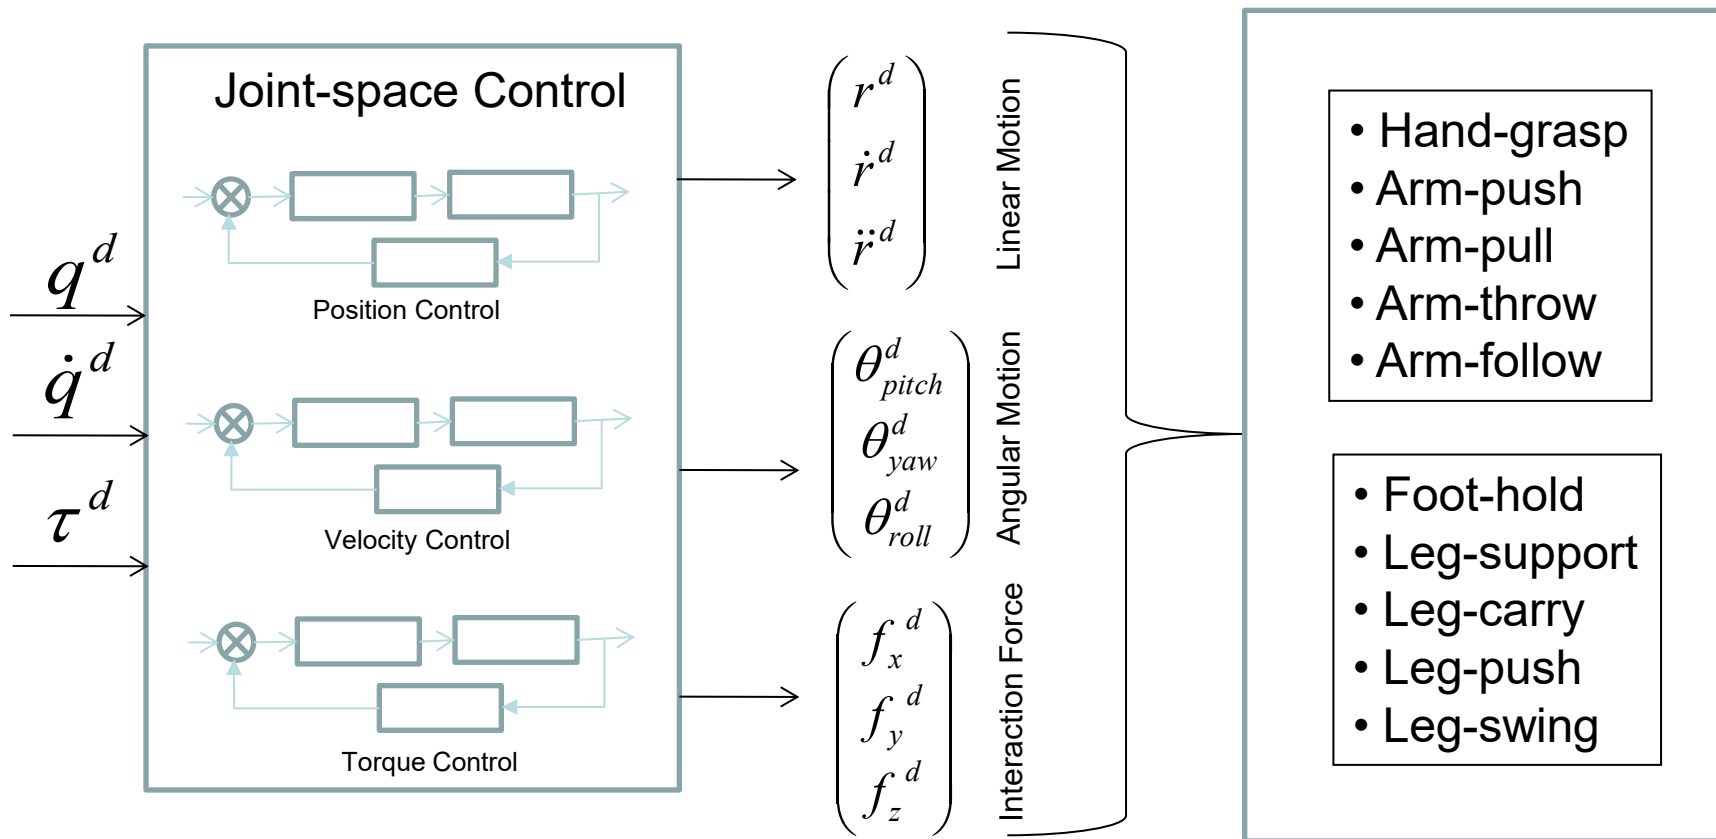 Joint-space Control
q^d
q̇^d
τ^d
Position Control
Velocity Control
Torque Control
r^d
ṙ^d
r̈^d
Linear Motion
θ^d_pitch
θ^d_yaw
θ^d_roll
Angular Motion
f_x^d
f_y^d
f_z^d
Interaction Force
• Hand-grasp
• Arm-push
• Arm-pull
• Arm-throw
• Arm-follow
• Foot-hold
• Leg-support
• Leg-carry
• Leg-push
• Leg-swing